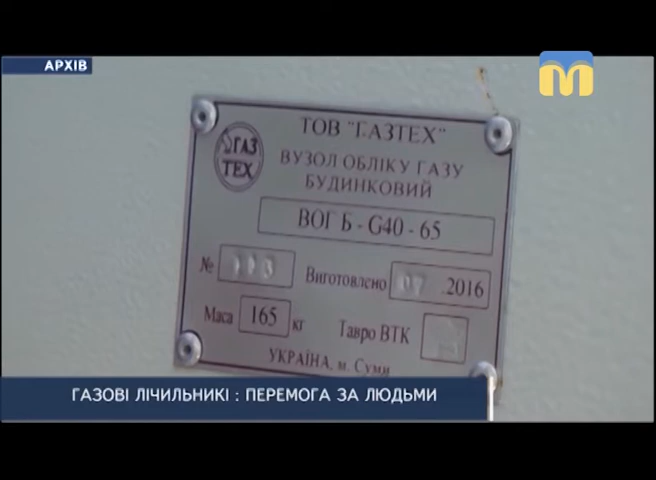 АРХІВ
М
ТОВ "ГАЗТЕХ"
ГАЗ
ТЕХ
ВУЗОЛ ОБЛІКУ ГАЗУ
БУДИНКОВИЙ
ВОГ Б - G40 - 65
№
Виготовлено 07 .2016
Маса 165 кг
Тавро ВТК
УКРАЇНА, м. Суми
ГАЗОВІ ЛІЧИЛЬНИКІ : ПЕРЕМОГА ЗА ЛЮДЬМИ